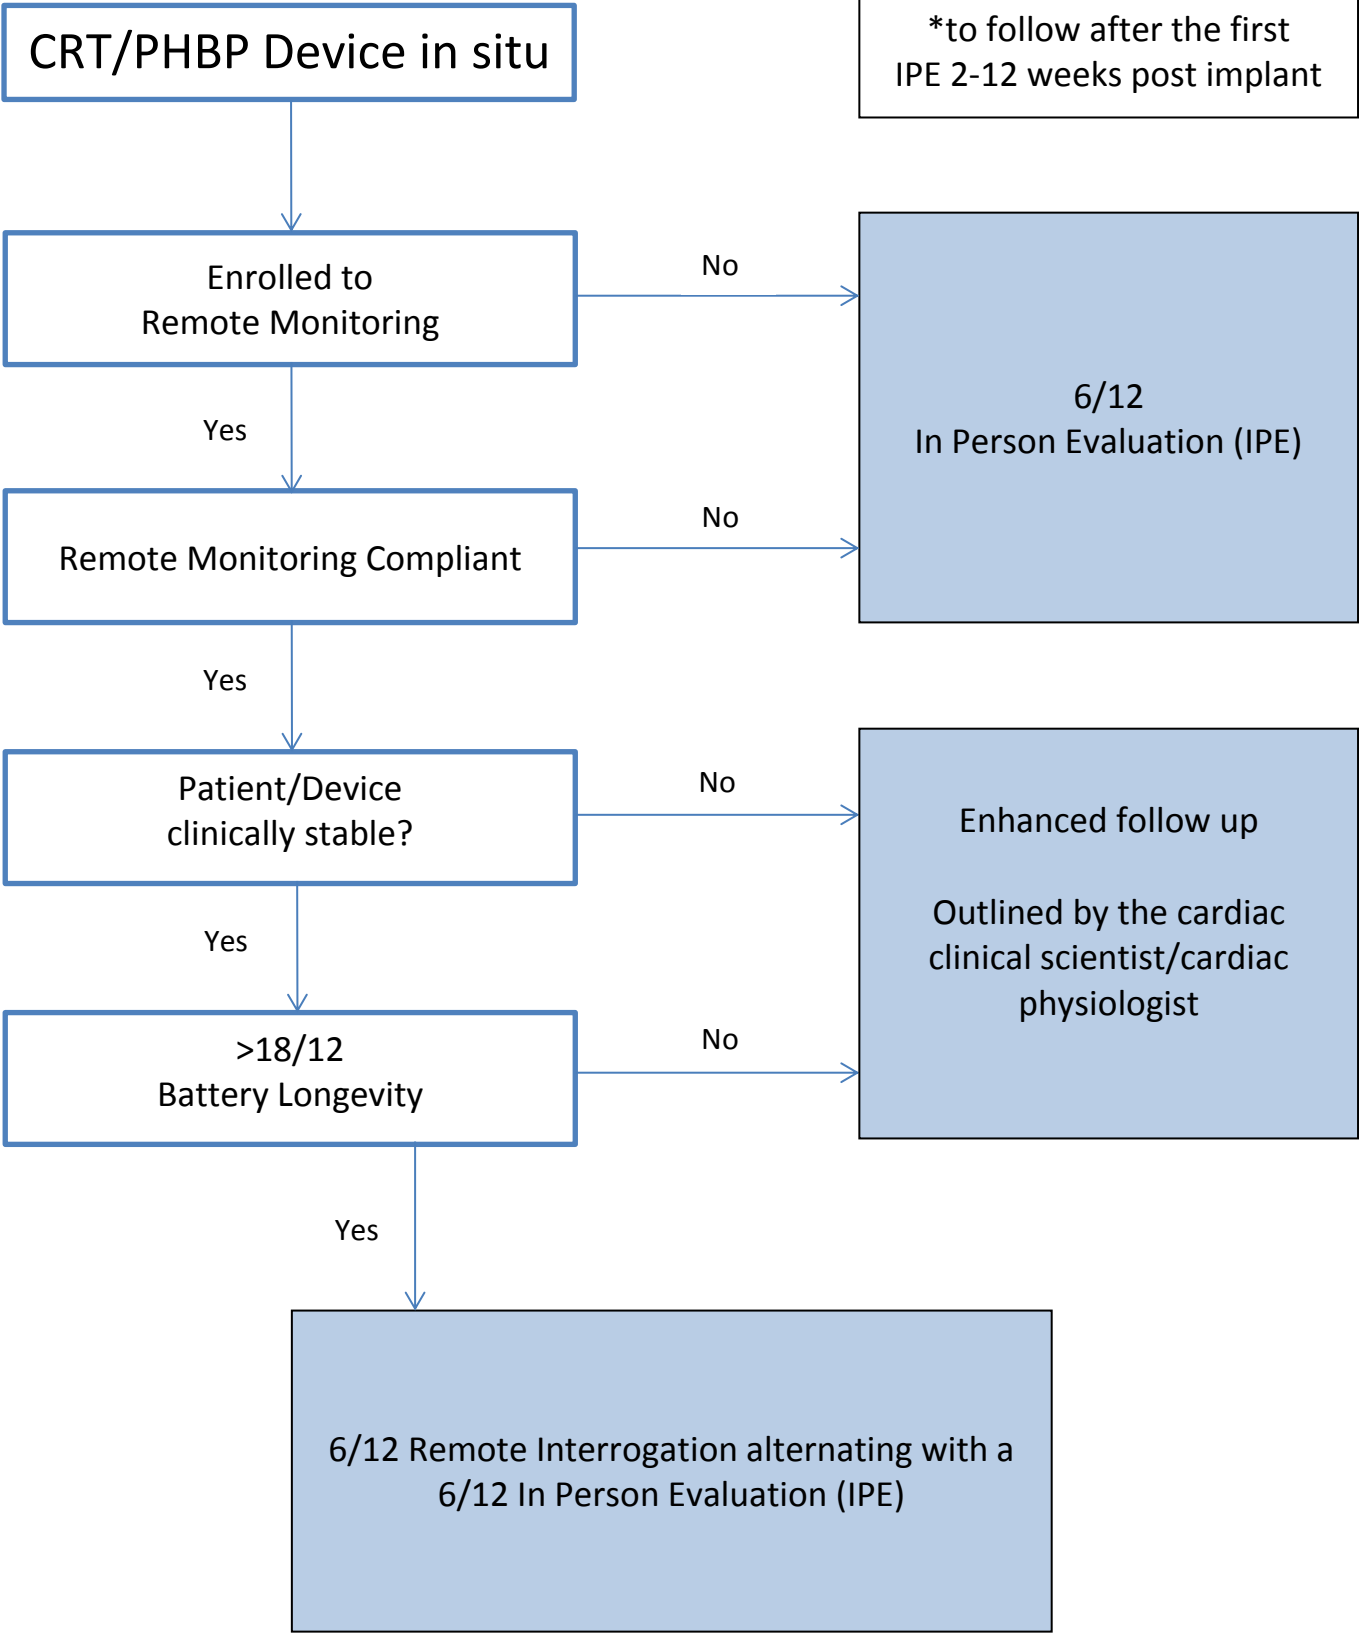 CRT/PHBP Device in situ
*to follow after the first
IPE 2-12 weeks post implant
Enrolled to
Remote Monitoring
No
6/12
In Person Evaluation (IPE)
Yes
Remote Monitoring Compliant
No
Yes
Patient/Device
clinically stable?
No
Enhanced follow up
Outlined by the cardiac
clinical scientist/cardiac
physiologist
Yes
>18/12
Battery Longevity
No
Yes
6/12 Remote Interrogation alternating with a
6/12 In Person Evaluation (IPE)